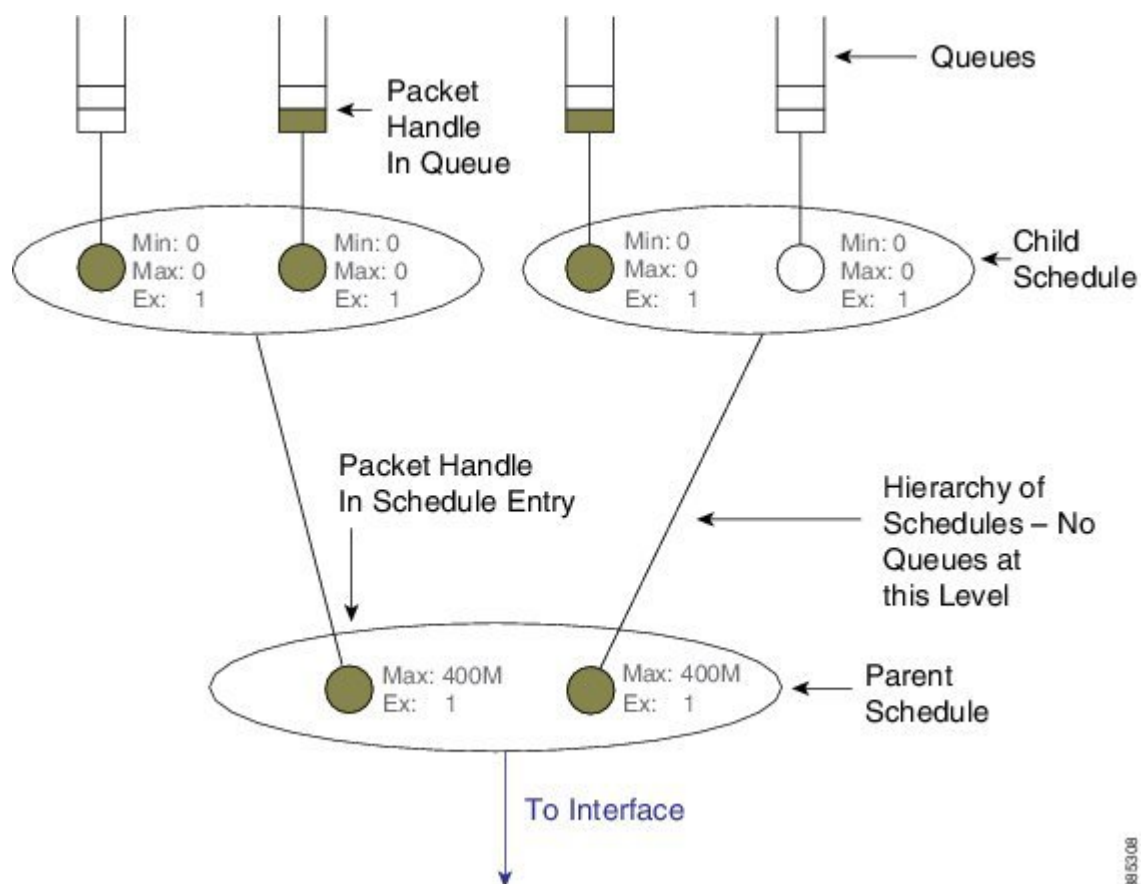 Queues
Packet
Handle
In Queue
Min: 0
Max: 0
Ex: 1
Min: 0
Max: 0
Ex: 1
Min: 0
Max: 0
Ex: 1
Min: 0
Max: 0
Ex: 1
Child
Schedule
Packet Handle
In Schedule Entry
Hierarchy of
Schedules – No
Queues at
this Level
Max: 400M
Ex: 1
Max: 400M
Ex: 1
Parent
Schedule
To Interface